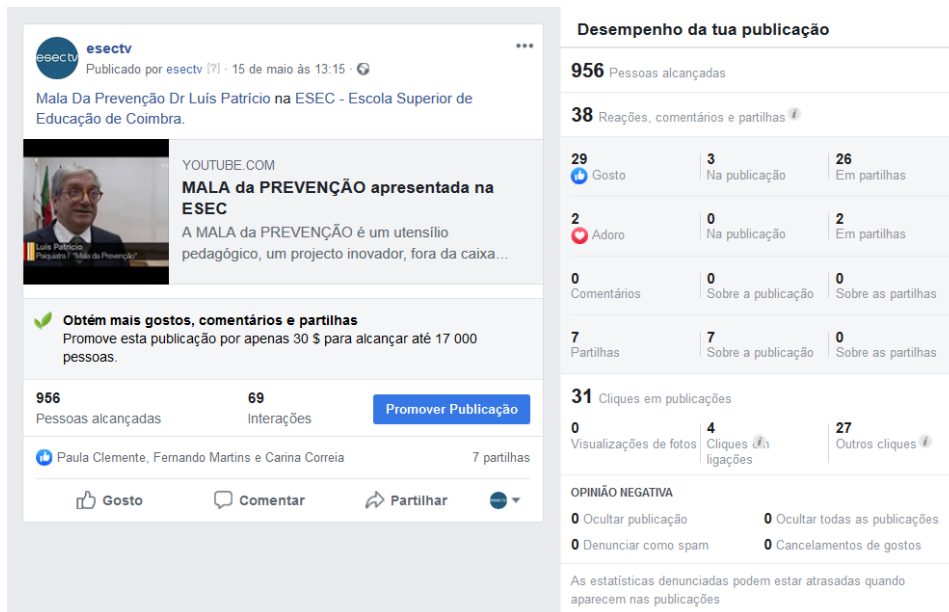 esectv
esectv
Publicado por esectv [?] · 15 de maio às 13:15 ·
Mala Da Prevenção Dr Luís Patrício na ESEC - Escola Superior de
Educação de Coimbra.
YOUTUBE.COM
MALA da PREVENÇÃO apresentada na
ESEC
A MALA da PREVENÇÃO é um utensílio
pedagógico, um projecto inovador, fora da caixa...
Luís Patrício
Psiquiatra | "Mala da Prevenção"
Obtém mais gostos, comentários e partilhas
Promove esta publicação por apenas 30 $ para alcançar até 17 000
pessoas.
956 69
Pessoas alcançadas Interações
Promover Publicação
Paula Clemente, Fernando Martins e Carina Correia 7 partilhas
Gosto Comentar Partilhar esectv
Desempenho da tua publicação
956 Pessoas alcançadas
38 Reações, comentários e partilhas i
29 3 26
Gosto Na publicação Em partilhas
2 0 2
Adoro Na publicação Em partilhas
0 0 0
Comentários Sobre a publicação Sobre as partilhas
7 7 0
Partilhas Sobre a publicação Sobre as partilhas
31 Cliques em publicações
0 4 27
Visualizações de fotos Cliques em Outros cliques i
ligações
OPINIÃO NEGATIVA
0 Ocultar publicação 0 Ocultar todas as publicações
0 Denunciar como spam 0 Cancelamentos de gostos
As estatísticas denunciadas podem estar atrasadas quando
aparecem nas publicações